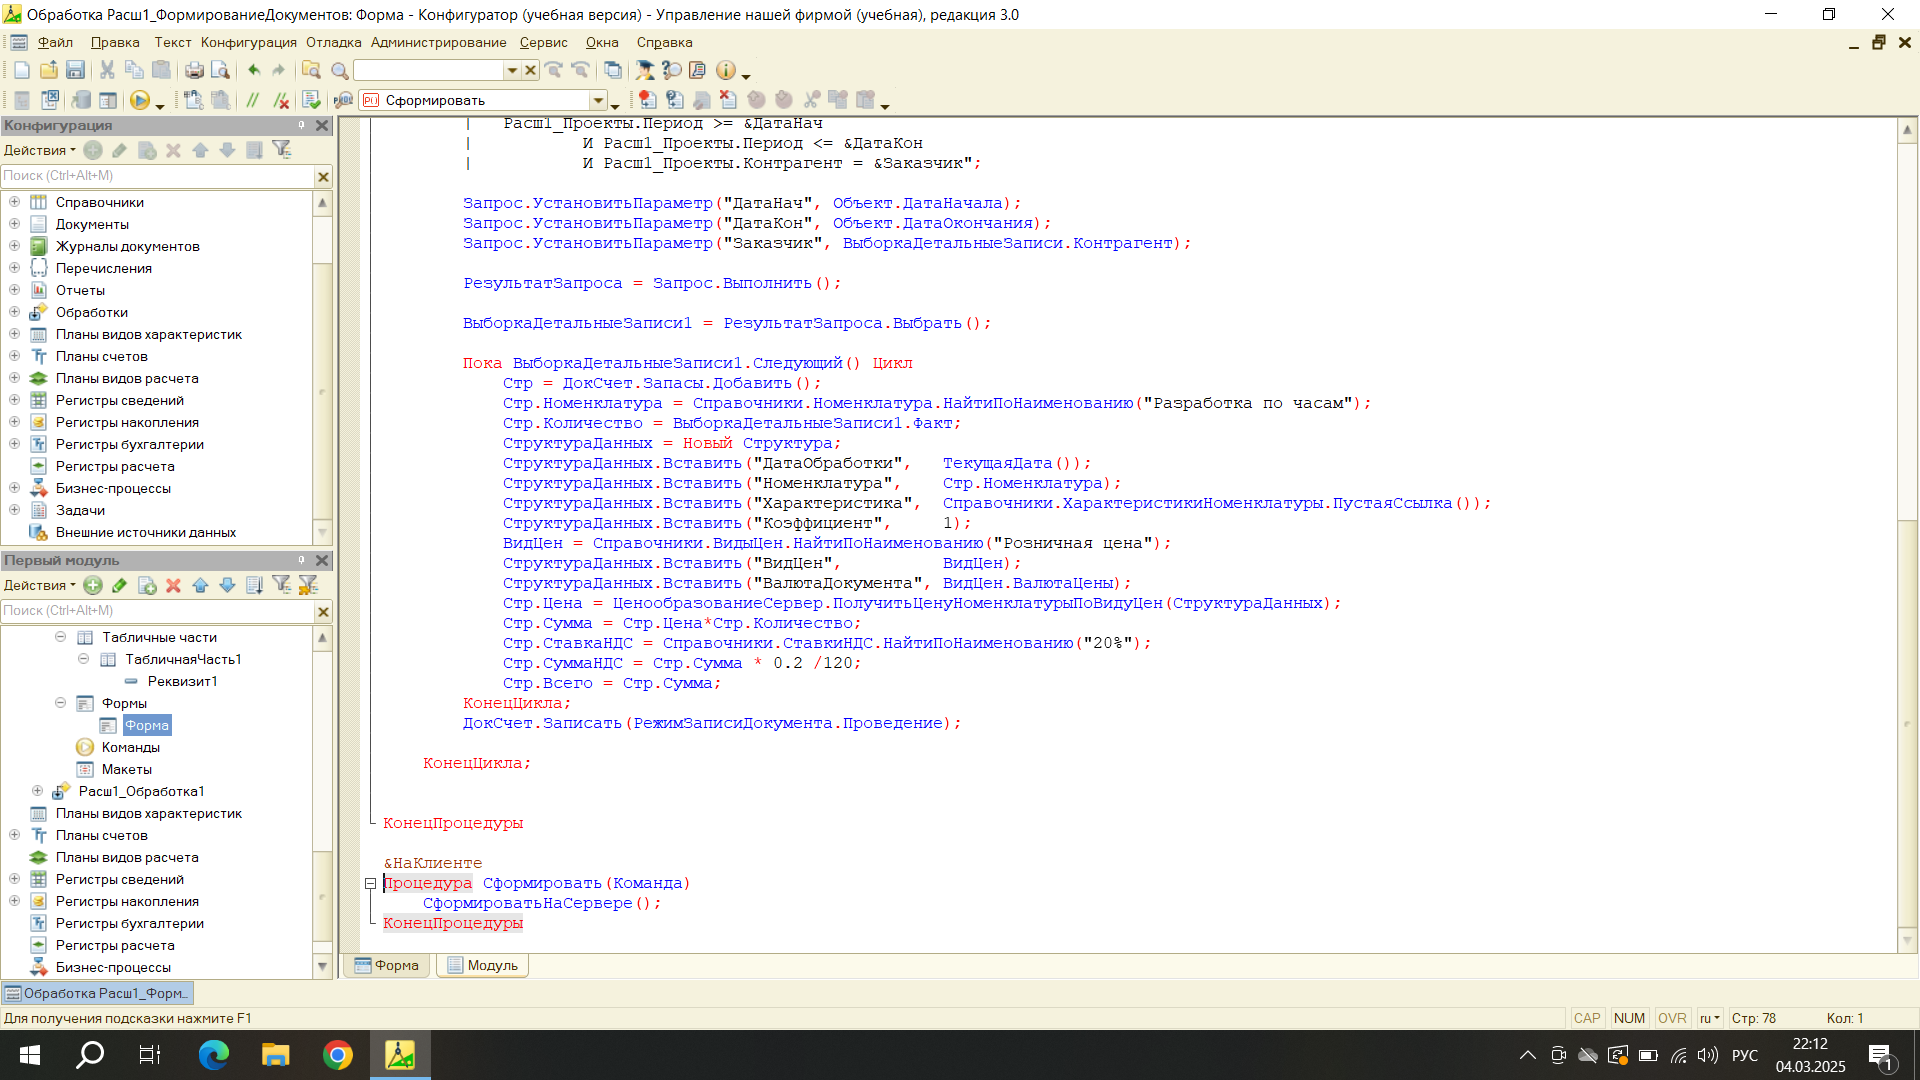 Обработка Расш1_ФормированиеДокументов: Форма - Конфигуратор (учебная версия) - Управление нашей фирмой (учебная), редакция 3.0
Файл Правка Текст Конфигурация Отладка Администрирование Сервис Окна Справка
Сформировать
Конфигурация
Действия
Поиск (Ctrl+Alt+M)
Справочники
Документы
Журналы документов
Перечисления
Отчеты
Обработки
Планы видов характеристик
Планы счетов
Планы видов расчета
Регистры сведений
Регистры накопления
Регистры бухгалтерии
Регистры расчета
Бизнес-процессы
Задачи
Внешние источники данных
Первый модуль
Действия
Поиск (Ctrl+Alt+M)
Табличные части
ТабличнаяЧасть1
Реквизит1
Формы
Форма
Команды
Макеты
Расш1_Обработка1
Планы видов характеристик
Планы счетов
Планы видов расчета
Регистры сведений
Регистры накопления
Регистры бухгалтерии
Регистры расчета
Бизнес-процессы
| Расш1_Проекты.Период >= &ДатаНач
| И Расш1_Проекты.Период <= &ДатаКон
| И Расш1_Проекты.Контрагент = &Заказчик";
Запрос.УстановитьПараметр("ДатаНач", Объект.ДатаНачала);
Запрос.УстановитьПараметр("ДатаКон", Объект.ДатаОкончания);
Запрос.УстановитьПараметр("Заказчик", ВыборкаДетальныеЗаписи.Контрагент);
РезультатЗапроса = Запрос.Выполнить();
ВыборкаДетальныеЗаписи1 = РезультатЗапроса.Выбрать();
Пока ВыборкаДетальныеЗаписи1.Следующий() Цикл
Стр = ДокСчет.Запасы.Добавить();
Стр.Номенклатура = Справочники.Номенклатура.НайтиПоНаименованию("Разработка по часам");
Стр.Количество = ВыборкаДетальныеЗаписи1.Факт;
СтруктураДанных = Новый Структура;
СтруктураДанных.Вставить("ДатаОбработки", ТекущаяДата());
СтруктураДанных.Вставить("Номенклатура", Стр.Номенклатура);
СтруктураДанных.Вставить("Характеристика", Справочники.ХарактеристикиНоменклатуры.ПустаяСсылка());
СтруктураДанных.Вставить("Коэффициент", 1);
ВидЦен = Справочники.ВидыЦен.НайтиПоНаименованию("Розничная цена");
СтруктураДанных.Вставить("ВидЦен", ВидЦен);
СтруктураДанных.Вставить("ВалютаДокумента", ВидЦен.ВалютаЦены);
Стр.Цена = ЦенообразованиеСервер.ПолучитьЦенуНоменклатурыПоВидуЦен(СтруктураДанных);
Стр.Сумма = Стр.Цена*Стр.Количество;
Стр.СтавкаНДС = Справочники.СтавкиНДС.НайтиПоНаименованию("20%");
Стр.СуммаНДС = Стр.Сумма * 0.2 /120;
Стр.Всего = Стр.Сумма;
КонецЦикла;
ДокСчет.Записать(РежимЗаписиДокумента.Проведение);
КонецЦикла;
КонецПроцедуры
&НаКлиенте
Процедура Сформировать(Команда)
СформироватьНаСервере();
КонецПроцедуры
Форма Модуль
Обработка Расш1_Форм...
Для получения подсказки нажмите F1
CAP NUM OVR ru Стр: 78 Кол: 1
РУС
22:12
04.03.2025
1